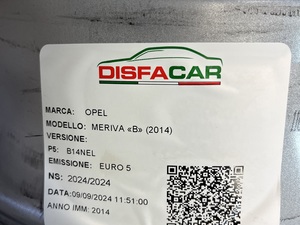 DISFACAR
MARCA: OPEL
MODELLO: MERIVA «B» (2014)
VERSIONE:
P5: B14NEL
EMISSIONE: EURO 5
NS: 2024/2024
DATA:09/09/2024 11:51:00
ANNO IMM: 2014